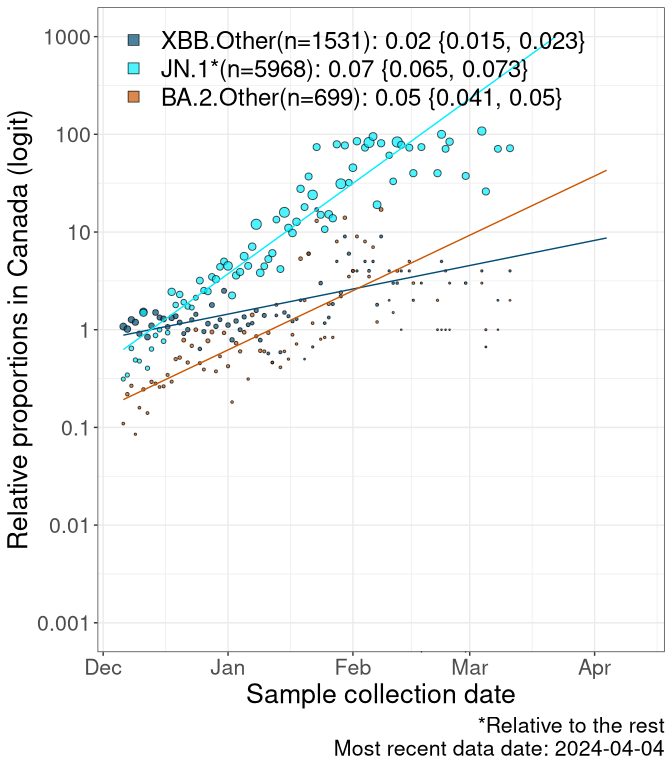 XBB.Other(n=1531): 0.02 {0.015, 0.023}
JN.1*(n=5968): 0.07 {0.065, 0.073}
BA.2.Other(n=699): 0.05 {0.041, 0.05}
Relative proportions in Canada (logit)
1000
100
10
1
0.1
0.01
0.001
Dec Jan Feb Mar Apr
Sample collection date
*Relative to the rest
Most recent data date: 2024-04-04